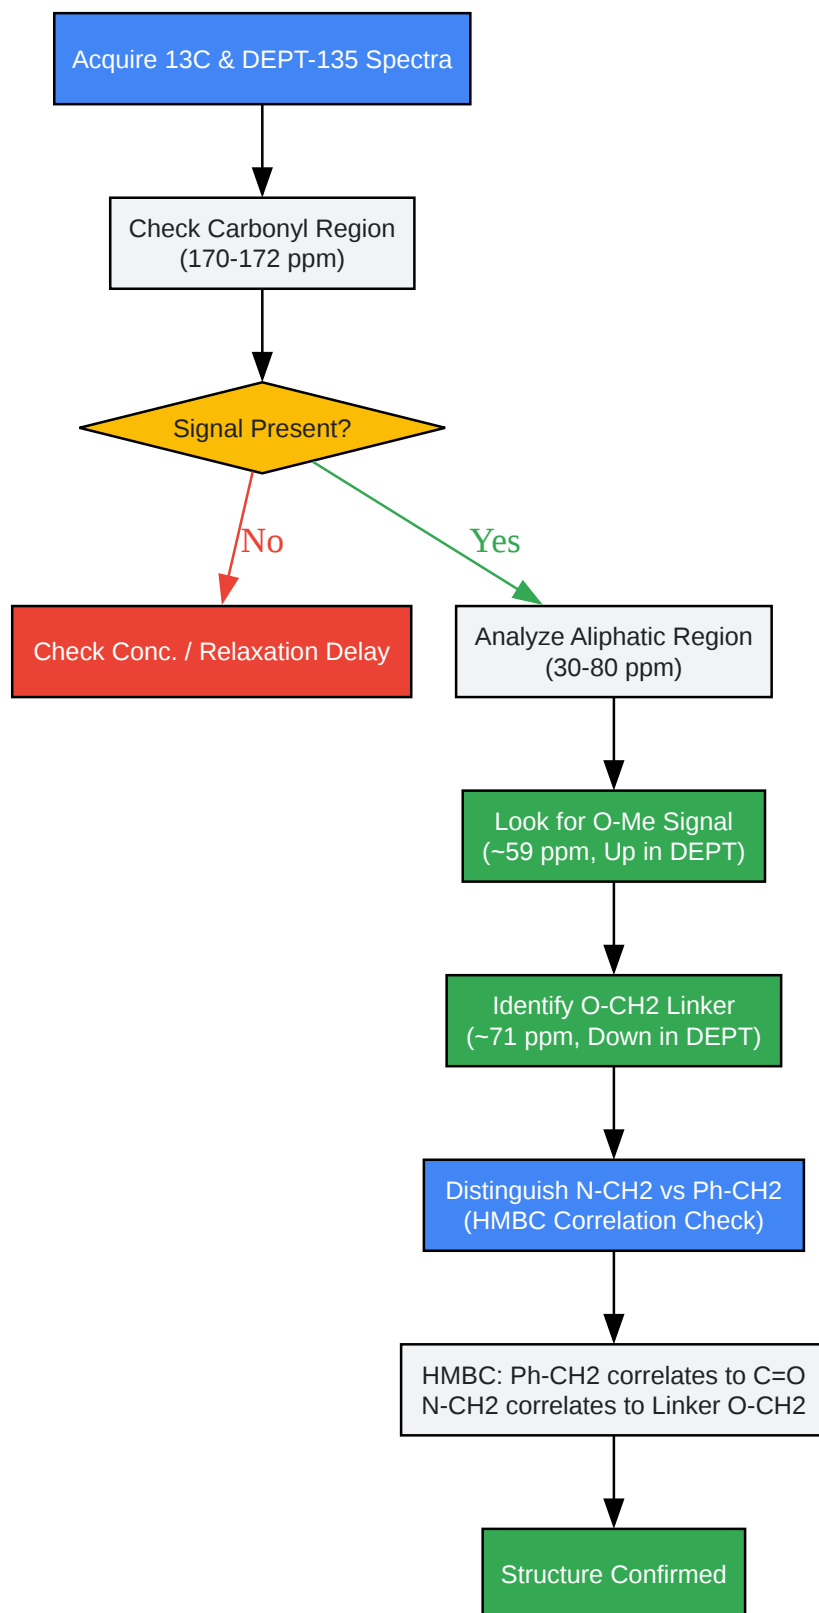 Acquire 13C & DEPT-135 Spectra
Check Carbonyl Region
(170-172 ppm)
Signal Present?
No
Yes
Check Conc. / Relaxation Delay
Analyze Aliphatic Region
(30-80 ppm)
Look for O-Me Signal
(~59 ppm, Up in DEPT)
Identify O-CH2 Linker
(~71 ppm, Down in DEPT)
Distinguish N-CH2 vs Ph-CH2
(HMBC Correlation Check)
HMBC: Ph-CH2 correlates to C=O
N-CH2 correlates to Linker O-CH2
Structure Confirmed